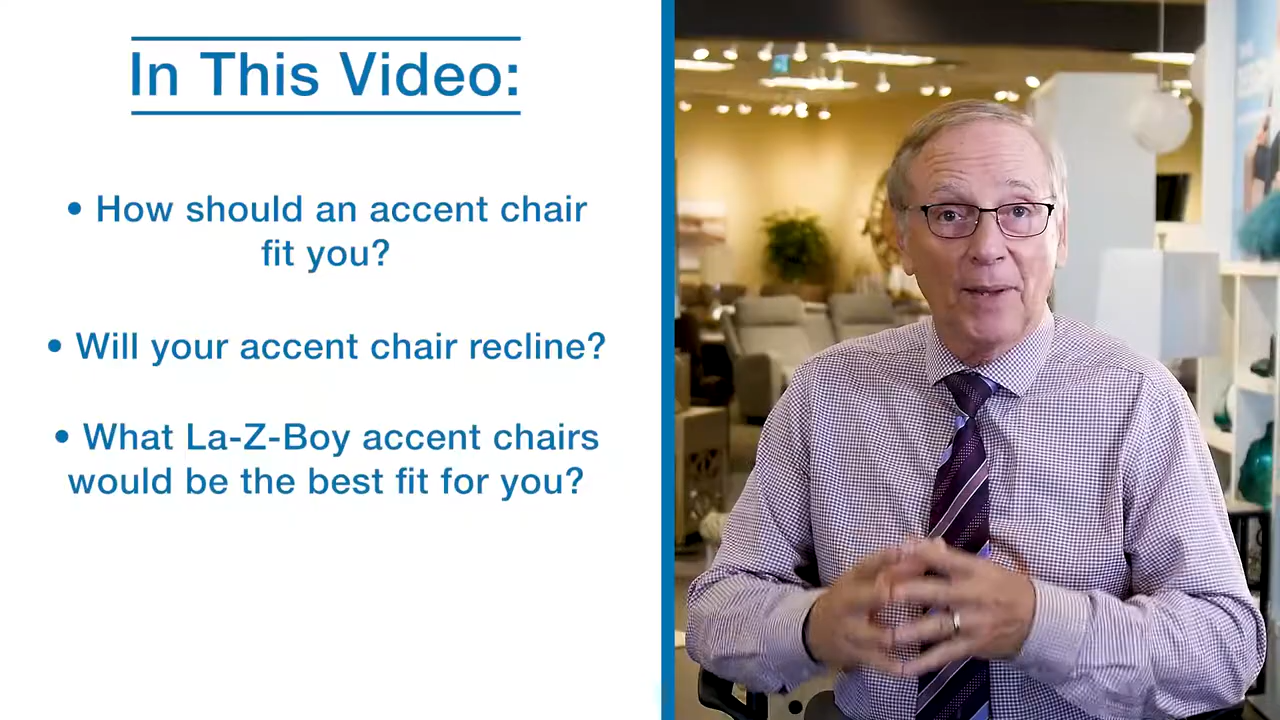 In This Video:
• How should an accent chair
fit you?
• Will your accent chair recline?
• What La-Z-Boy accent chairs
would be the best fit for you?